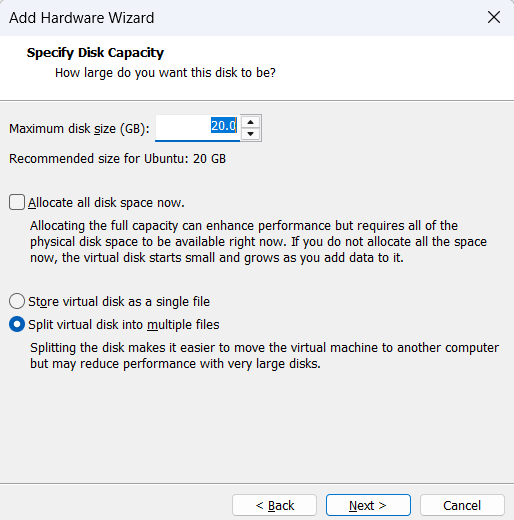 Add Hardware Wizard
Specify Disk Capacity
How large do you want this disk to be?
Maximum disk size (GB): 20.0
Recommended size for Ubuntu: 20 GB
Allocate all disk space now.
Allocating the full capacity can enhance performance but requires all of the
physical disk space to be available right now. If you do not allocate all the space
now, the virtual disk starts small and grows as you add data to it.
Store virtual disk as a single file
Split virtual disk into multiple files
Splitting the disk makes it easier to move the virtual machine to another computer
but may reduce performance with very large disks.
< Back Next > Cancel